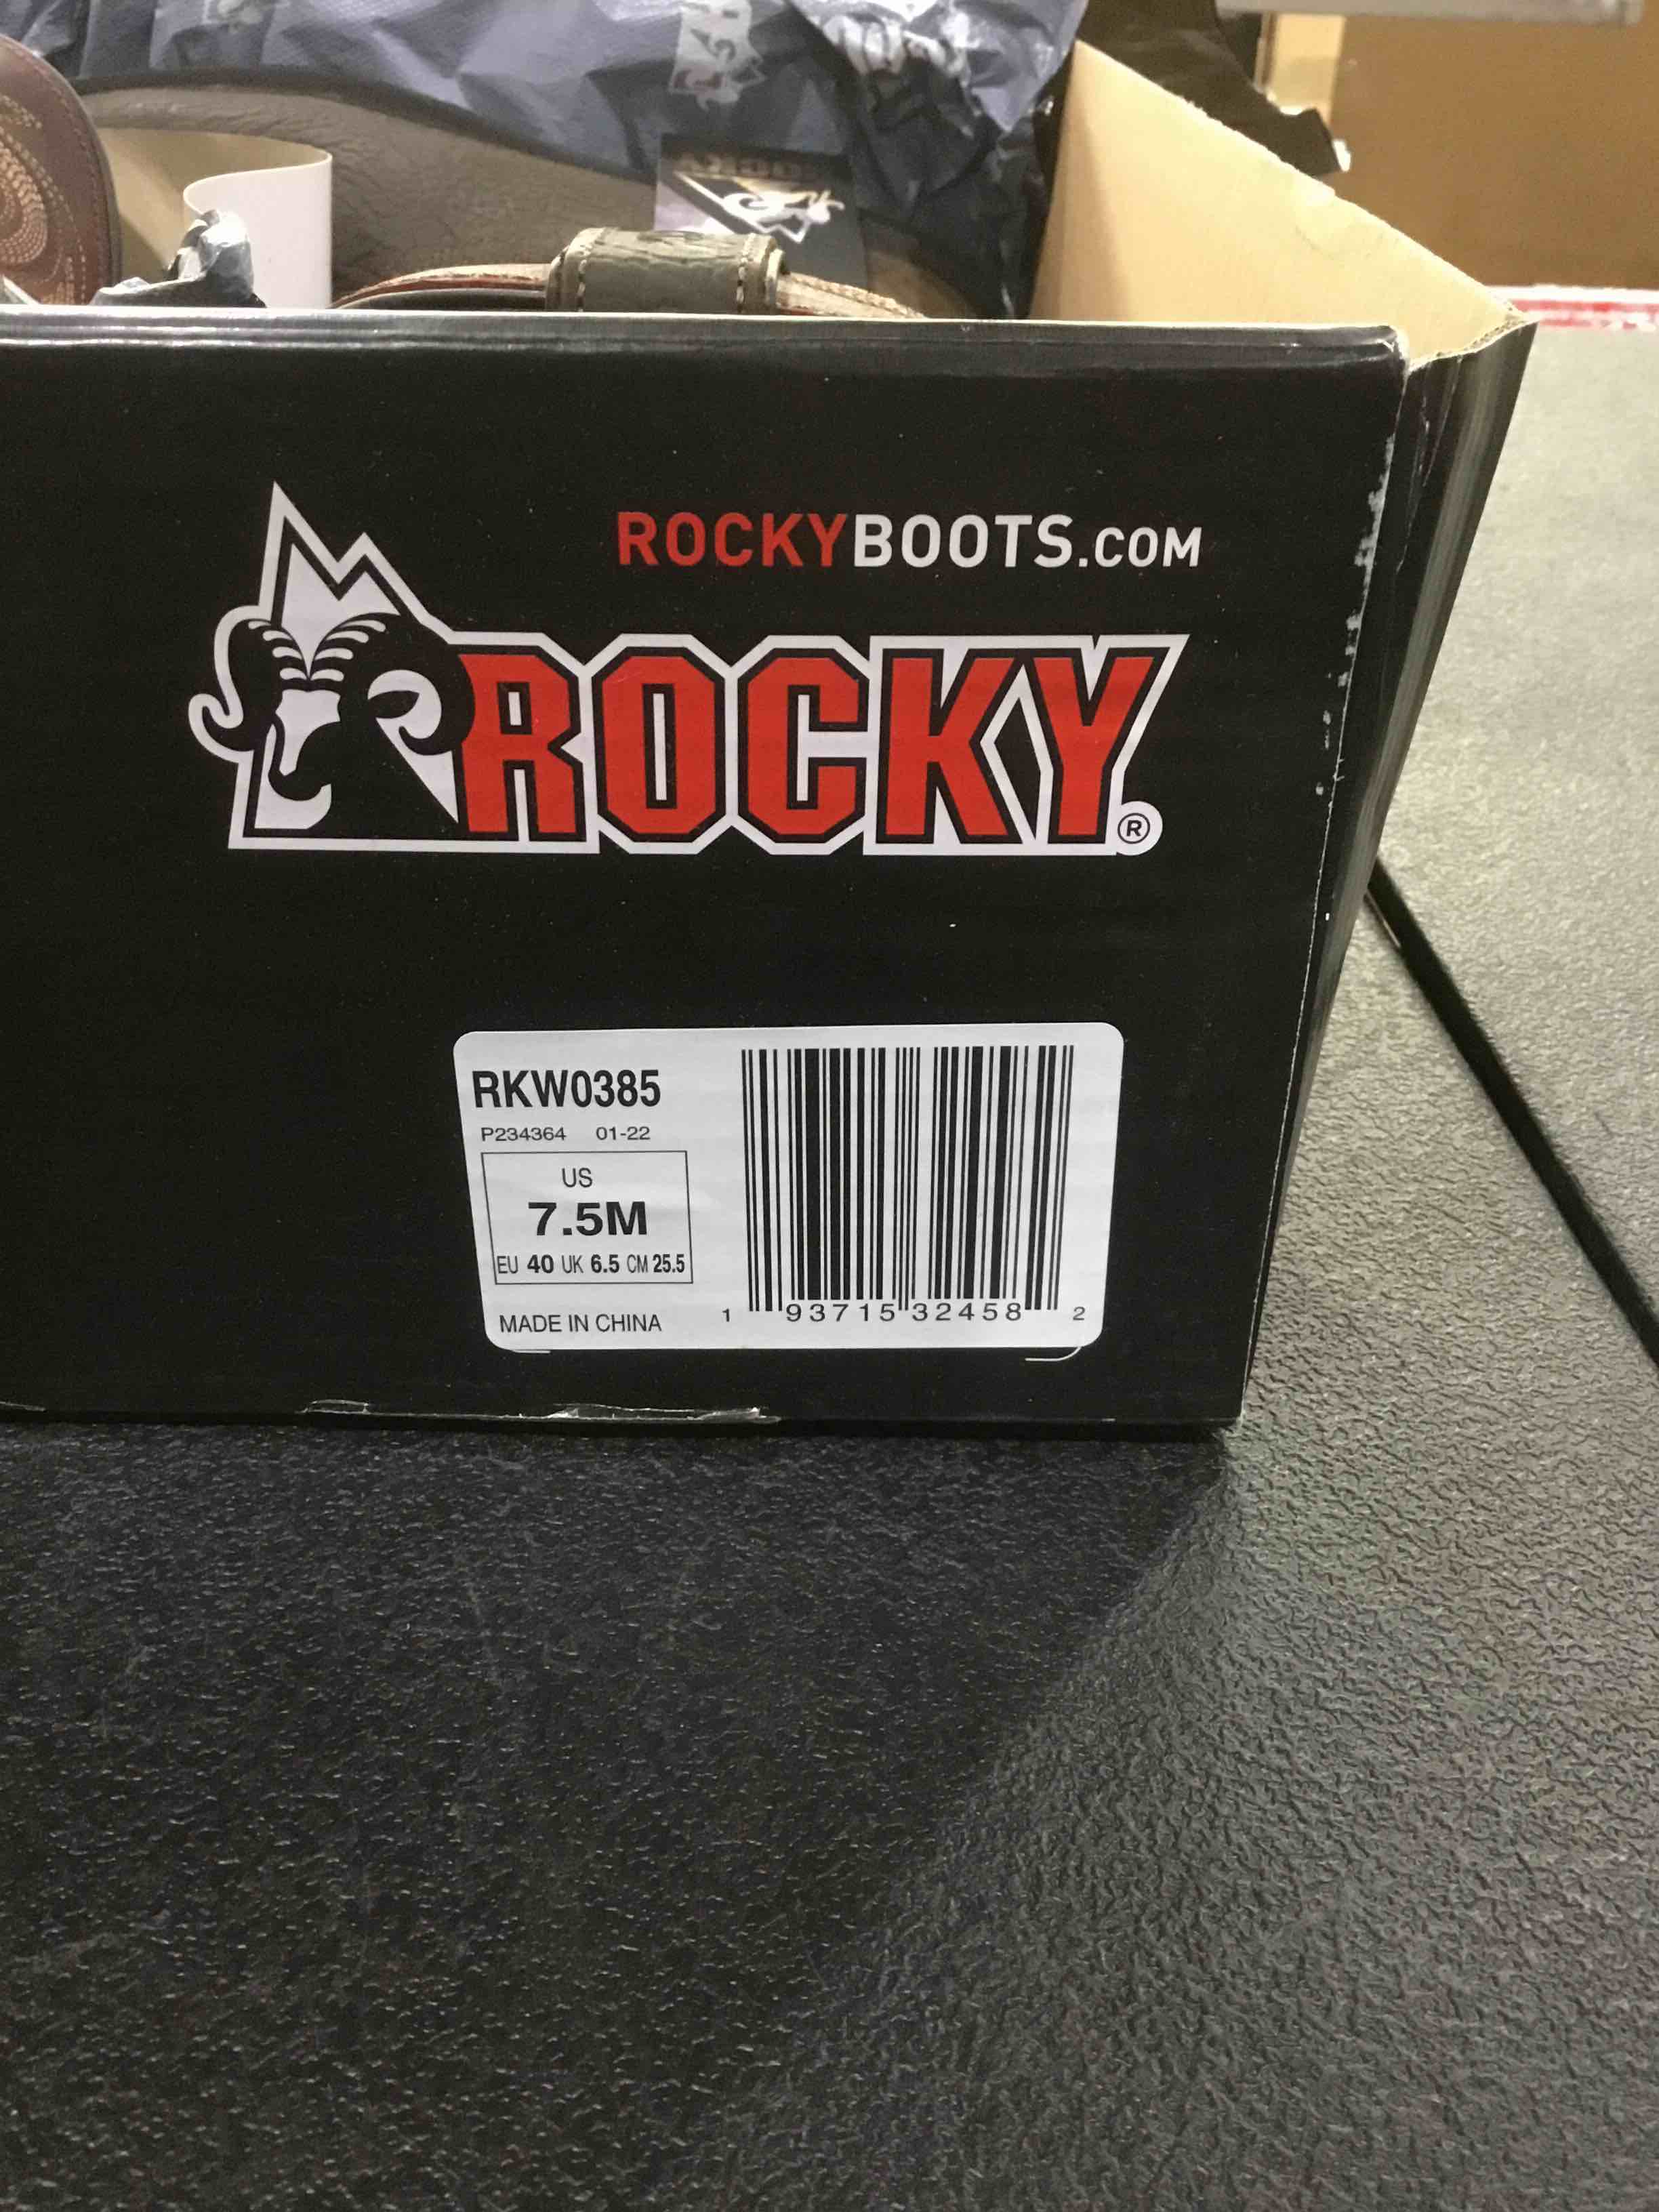 ROCKYBOOTS.COM
ROCKY®
RKW0385
P234364 01-22
US
7.5M
EU 40 UK 6.5 CM 25.5
MADE IN CHINA
1 93715 32458 2